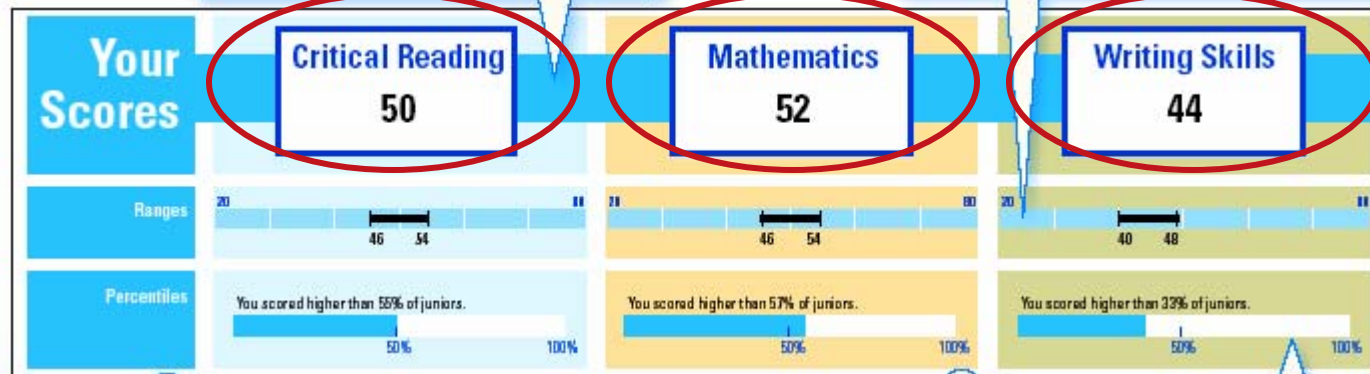 Your
Scores
Critical Reading
50
Mathematics
52
Writing Skills
44
Ranges
20
46 54
20 80
46 54
20
40 48
Percentiles
You scored higher than 55% of juniors.
50% 100%
You scored higher than 57% of juniors.
50% 100%
You scored higher than 33% of juniors.
50% 100%